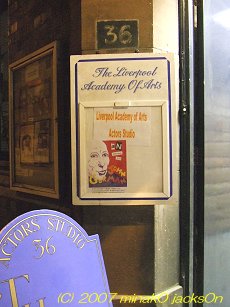 36
The Liverpool
Academy Of Arts
Liverpool Academy of Arts
Actors Studio
ACTORS STUDIO
36
(c) 2007 minakO jacksOn